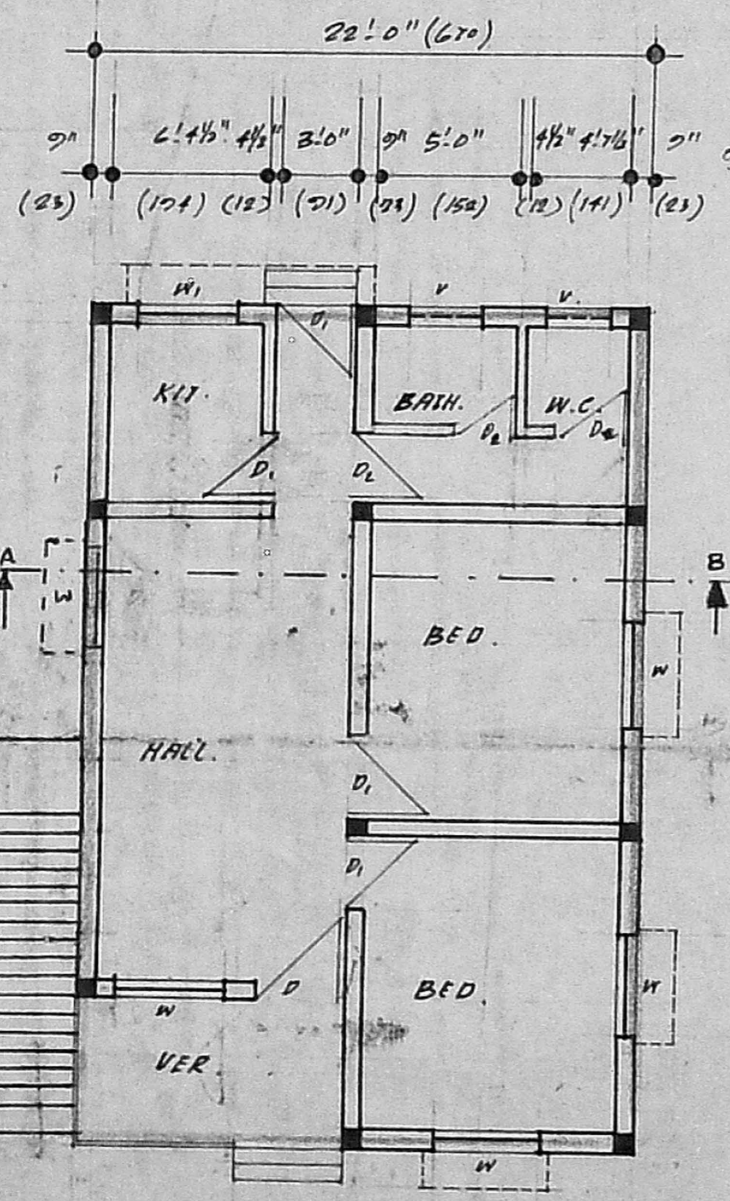 22'-0" (670)
9" 6'-4½" 4½" 3'-0" 9" 5'-0" 4½" 4'-7½" 9"
(23) (194) (12) (91) (23) (152) (12) (141) (23)
W1 V V.
D1
KIT. BATH. W.C.
D2 D2
D1 D2
A B
W
BED.
W
HALL.
D1
D1
D BED. W
W
VER.
W